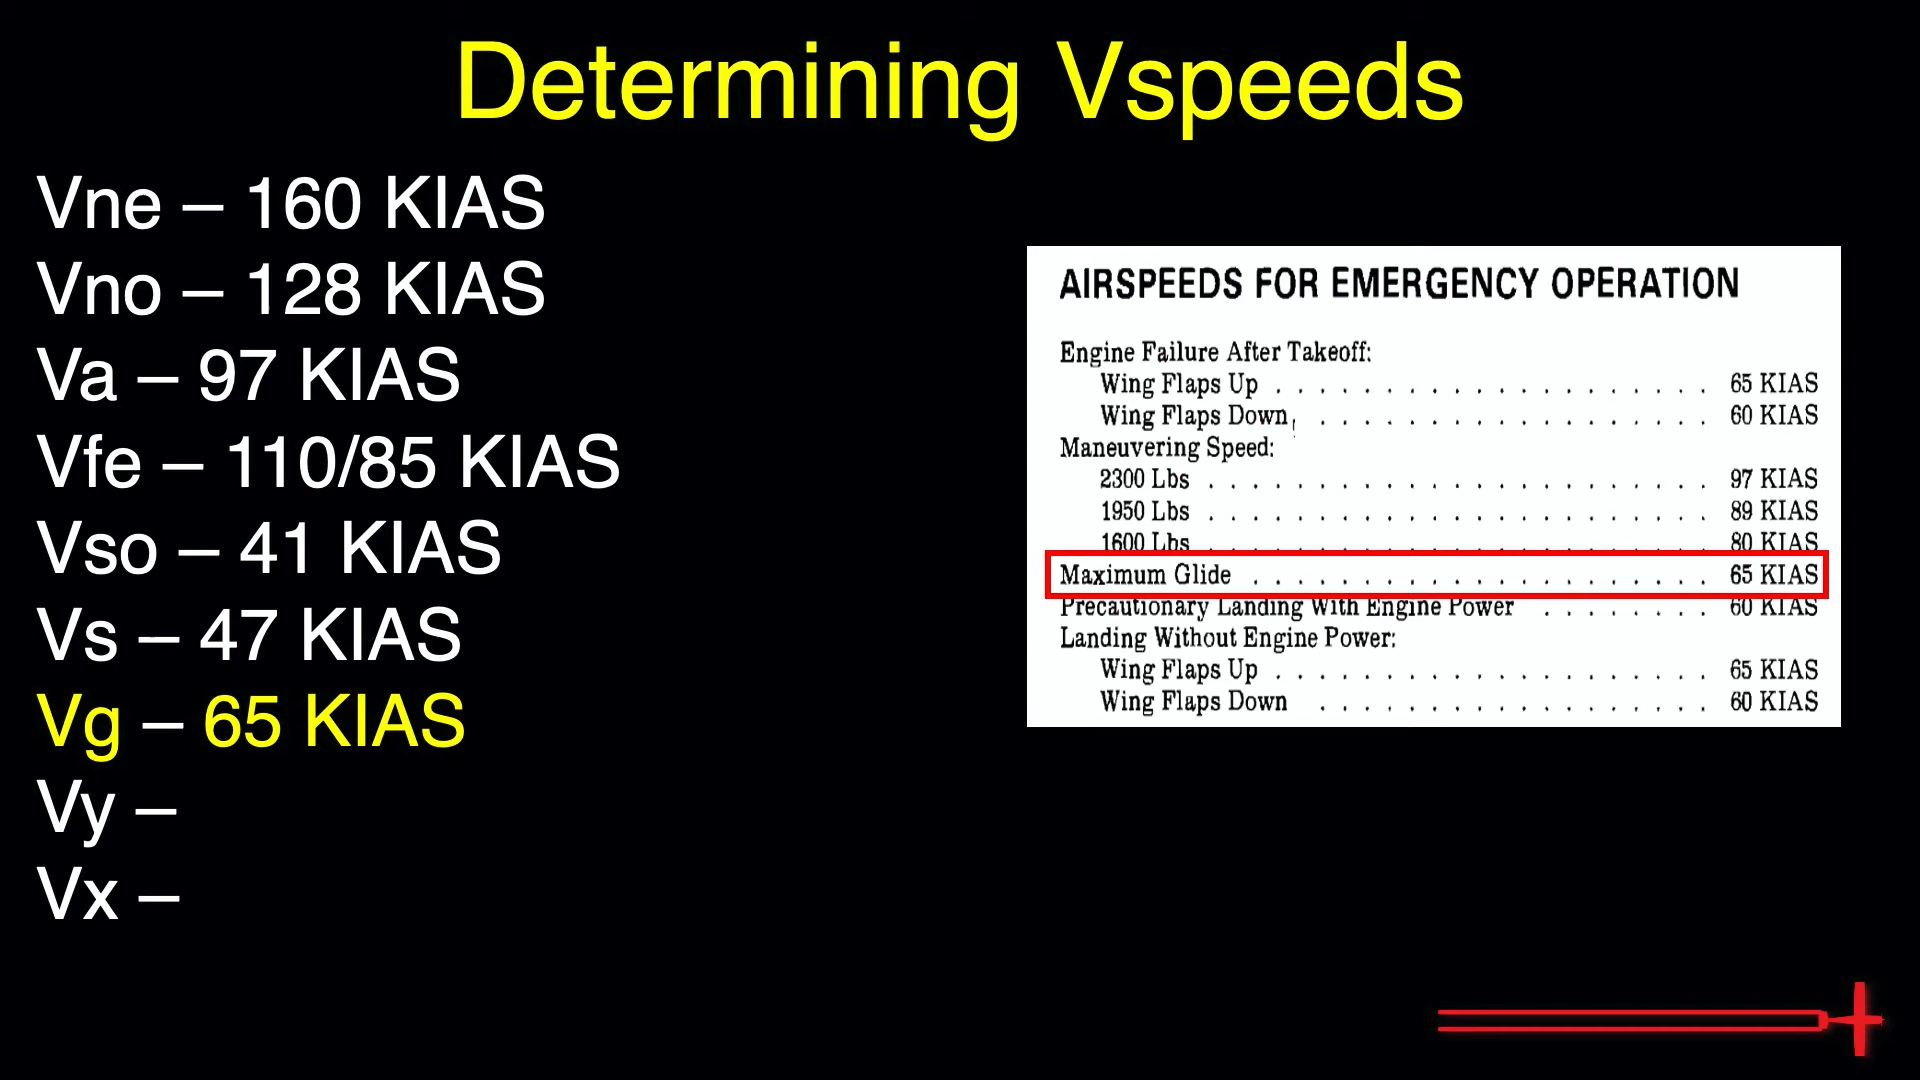 Determining Vspeeds
Vne – 160 KIAS
Vno – 128 KIAS
Va – 97 KIAS
Vfe – 110/85 KIAS
Vso – 41 KIAS
Vs – 47 KIAS
Vg – 65 KIAS
Vy –
Vx –
AIRSPEEDS FOR EMERGENCY OPERATION
Engine Failure After Takeoff:
Wing Flaps Up . . . . . . . . . . . . . . . . . . . . 65 KIAS
Wing Flaps Down . . . . . . . . . . . . . . . . . . 60 KIAS
Maneuvering Speed:
2300 Lbs . . . . . . . . . . . . . . . . . . . . . . . 97 KIAS
1950 Lbs . . . . . . . . . . . . . . . . . . . . . . . 89 KIAS
1600 Lbs . . . . . . . . . . . . . . . . . . . . . . . 80 KIAS
Maximum Glide . . . . . . . . . . . . . . . . . . . . . 65 KIAS
Precautionary Landing With Engine Power . . . . . . . . 60 KIAS
Landing Without Engine Power:
Wing Flaps Up . . . . . . . . . . . . . . . . . . . . 65 KIAS
Wing Flaps Down . . . . . . . . . . . . . . . . . . 60 KIAS